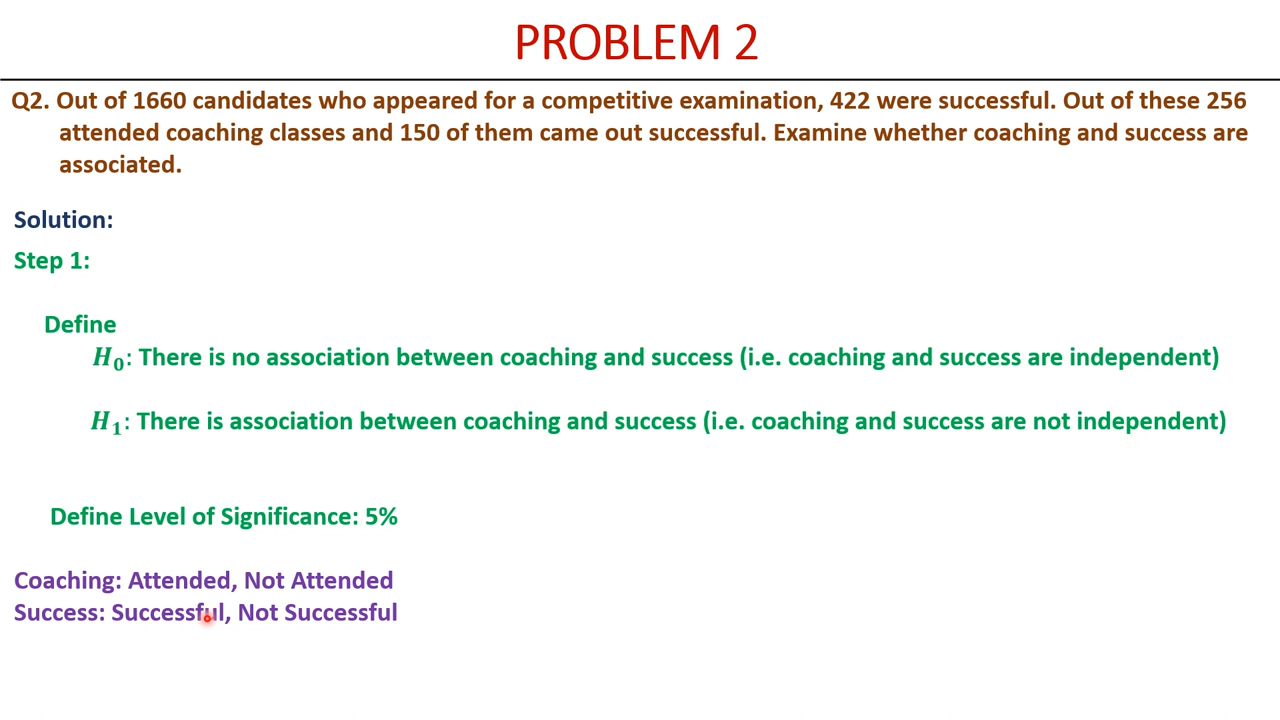 PROBLEM 2
Q2. Out of 1660 candidates who appeared for a competitive examination, 422 were successful. Out of these 256
attended coaching classes and 150 of them came out successful. Examine whether coaching and success are
associated.
Solution:
Step 1:
Define
H₀: There is no association between coaching and success (i.e. coaching and success are independent)
H₁: There is association between coaching and success (i.e. coaching and success are not independent)
Define Level of Significance: 5%
Coaching: Attended, Not Attended
Success: Successful, Not Successful